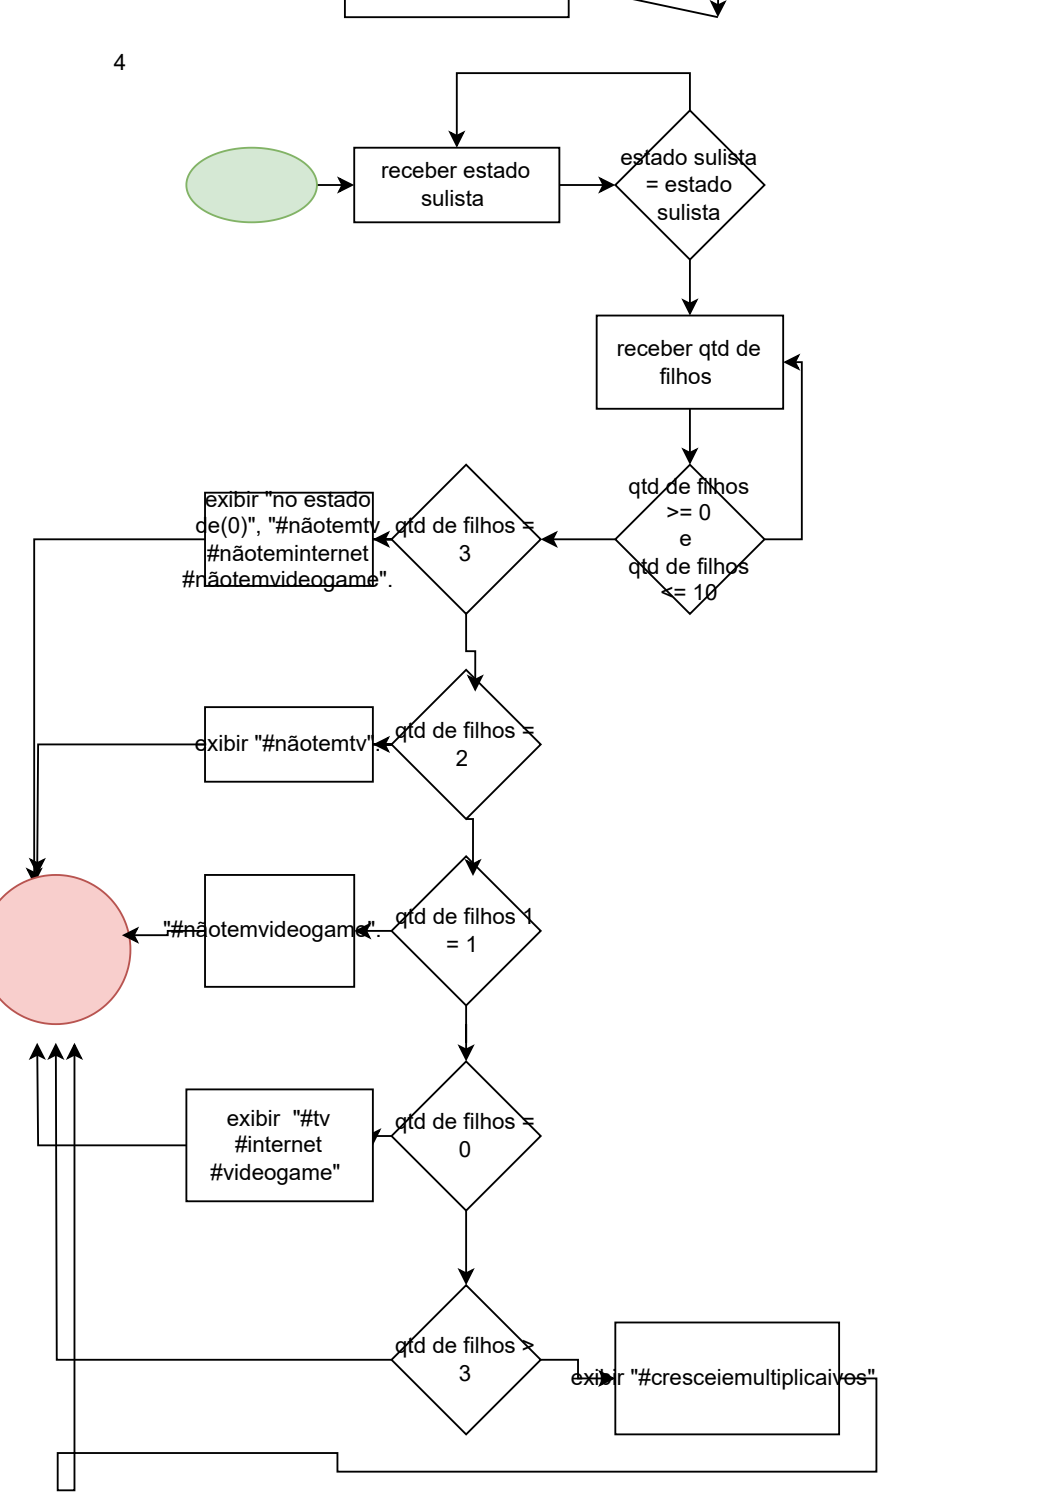 4
receber estado
sulista
estado sulista
= estado
sulista
receber qtd de
filhos
qtd de filhos
>= 0
e
qtd de filhos
<= 10
qtd de filhos =
3
exibir "no estado
de(0)", "#nãotemtv
#nãoteminternet
#nãotemvideogame".
qtd de filhos =
2
exibir "#nãotemtv".
qtd de filhos 1
= 1
"#nãotemvideogame".
qtd de filhos =
0
exibir "#tv
#internet
#videogame"
qtd de filhos >
3
exibir "#cresceiemultiplicaivos"